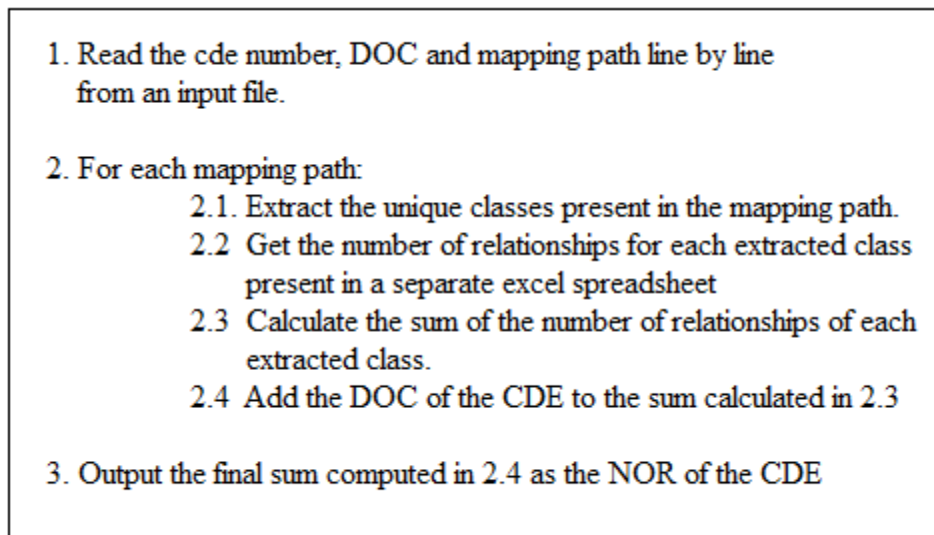 1. Read the cde number, DOC and mapping path line by line
from an input file.
2. For each mapping path:
2.1. Extract the unique classes present in the mapping path.
2.2 Get the number of relationships for each extracted class
present in a separate excel spreadsheet
2.3 Calculate the sum of the number of relationships of each
extracted class.
2.4 Add the DOC of the CDE to the sum calculated in 2.3
3. Output the final sum computed in 2.4 as the NOR of the CDE